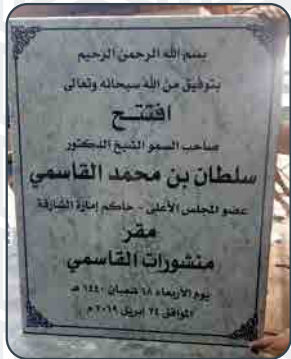 بسم الله الرحمن الرحيم
بتوفيق من الله سبحانه وتعالى
افتتح
صاحب السمو الشيخ الدكتور
سلطان بن محمد القاسمي
عضو المجلس الأعلى - حاكم إمارة الشارقة
مقر
منشورات القاسمي
يوم الأربعاء ١٨ شعبان ١٤٤٠ هـ
الموافق ٢٤ إبريل ٢٠١٩ م